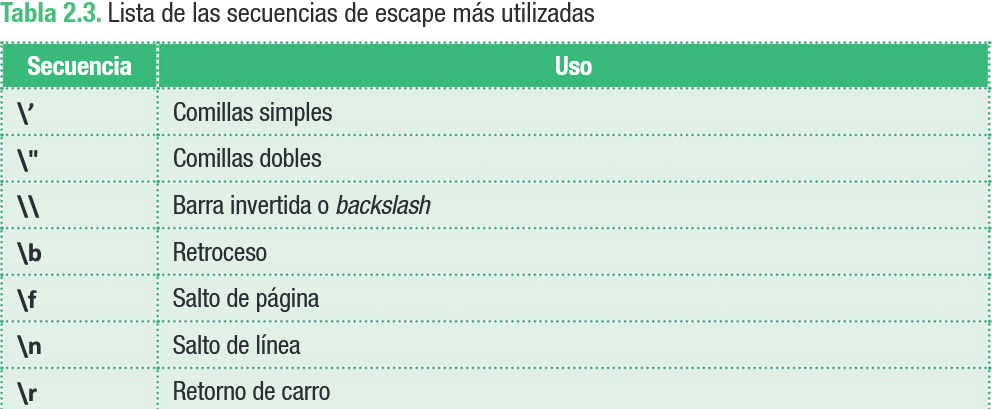 Tabla 2.3. Lista de las secuencias de escape más utilizadas
Secuencia Uso
\’ Comillas simples
\" Comillas dobles
\\ Barra invertida o backslash
\b Retroceso
\f Salto de página
\n Salto de línea
\r Retorno de carro